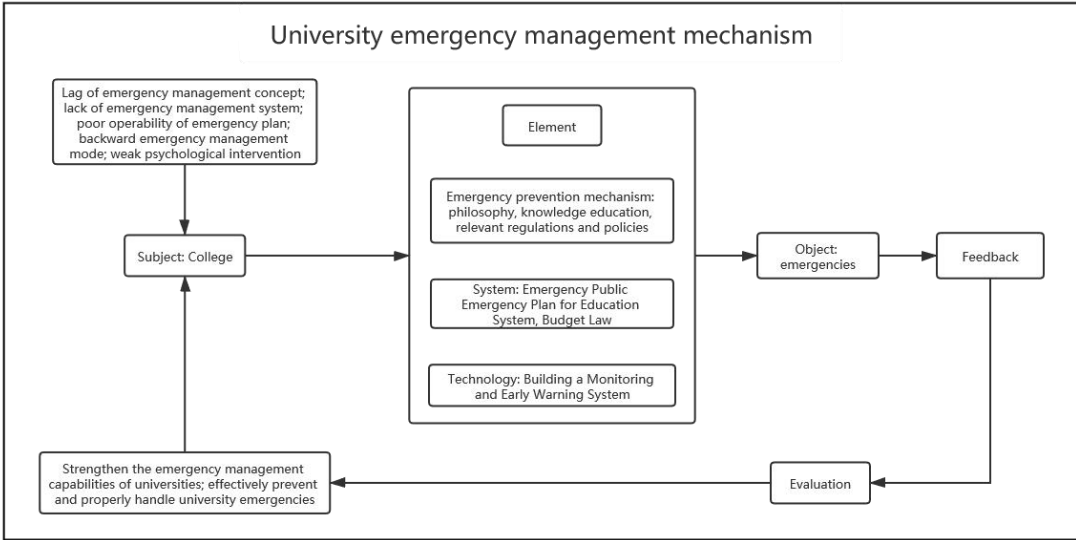 University emergency management mechanism
Lag of emergency management concept;
lack of emergency management system;
poor operability of emergency plan;
backward emergency management
mode; weak psychological intervention
Element
Emergency prevention mechanism:
philosophy, knowledge education,
relevant regulations and policies
Subject: College
Object:
emergencies
Feedback
System: Emergency Public
Emergency Plan for Education
System, Budget Law
Technology: Building a Monitoring
and Early Warning System
Strengthen the emergency management
capabilities of universities; effectively prevent
and properly handle university emergencies
Evaluation